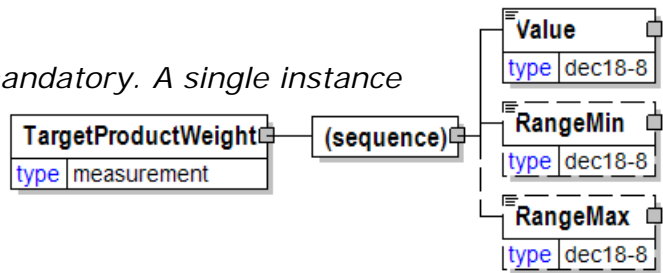 Value
type dec18-8
andatory. A single instance
RangeMin
type dec18-8
TargetProductWeight
type measurement
(sequence)
RangeMax
type dec18-8